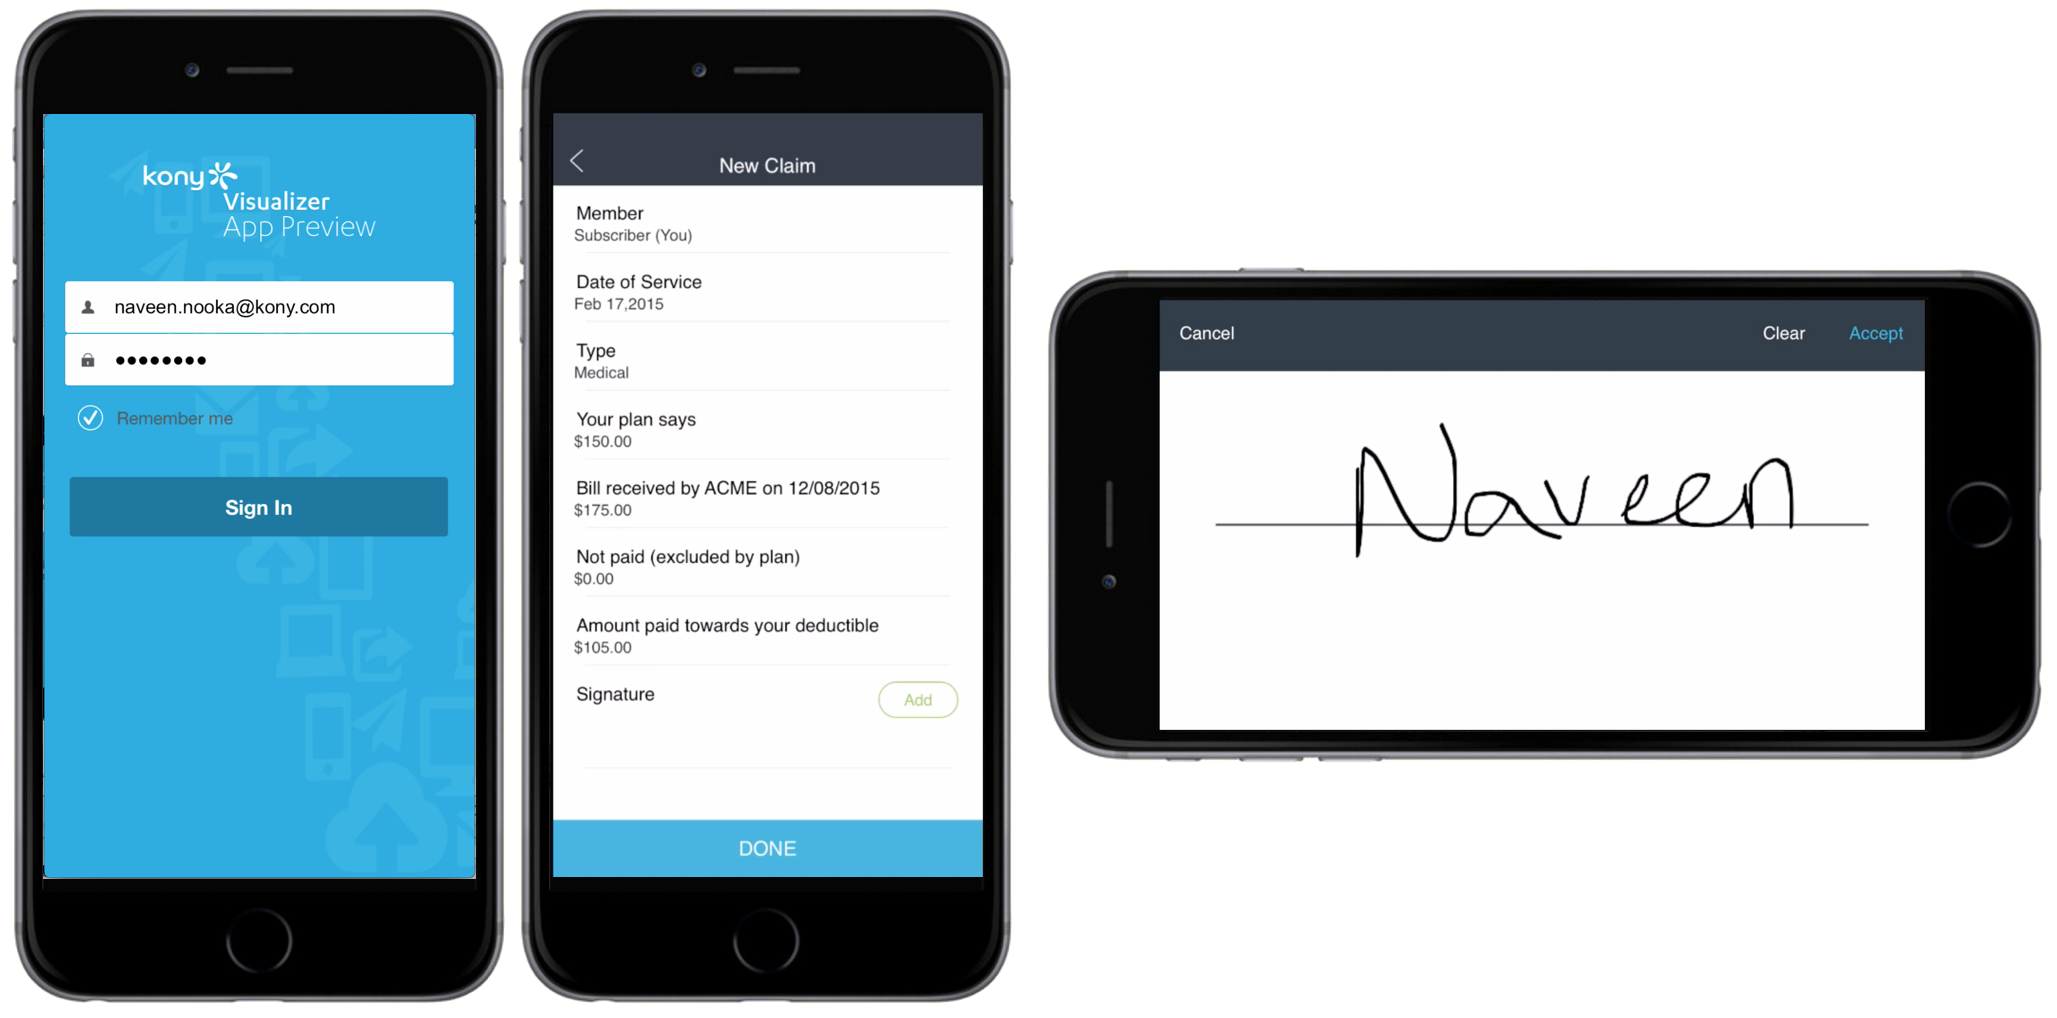 kony
Visualizer
App Preview
naveen.nooka@kony.com
••••••••
Remember me
Sign In
New Claim
Member
Subscriber (You)
Date of Service
Feb 17,2015
Type
Medical
Your plan says
$150.00
Bill received by ACME on 12/08/2015
$175.00
Not paid (excluded by plan)
$0.00
Amount paid towards your deductible
$105.00
Signature
Add
DONE
Cancel
Clear
Accept
Naveen